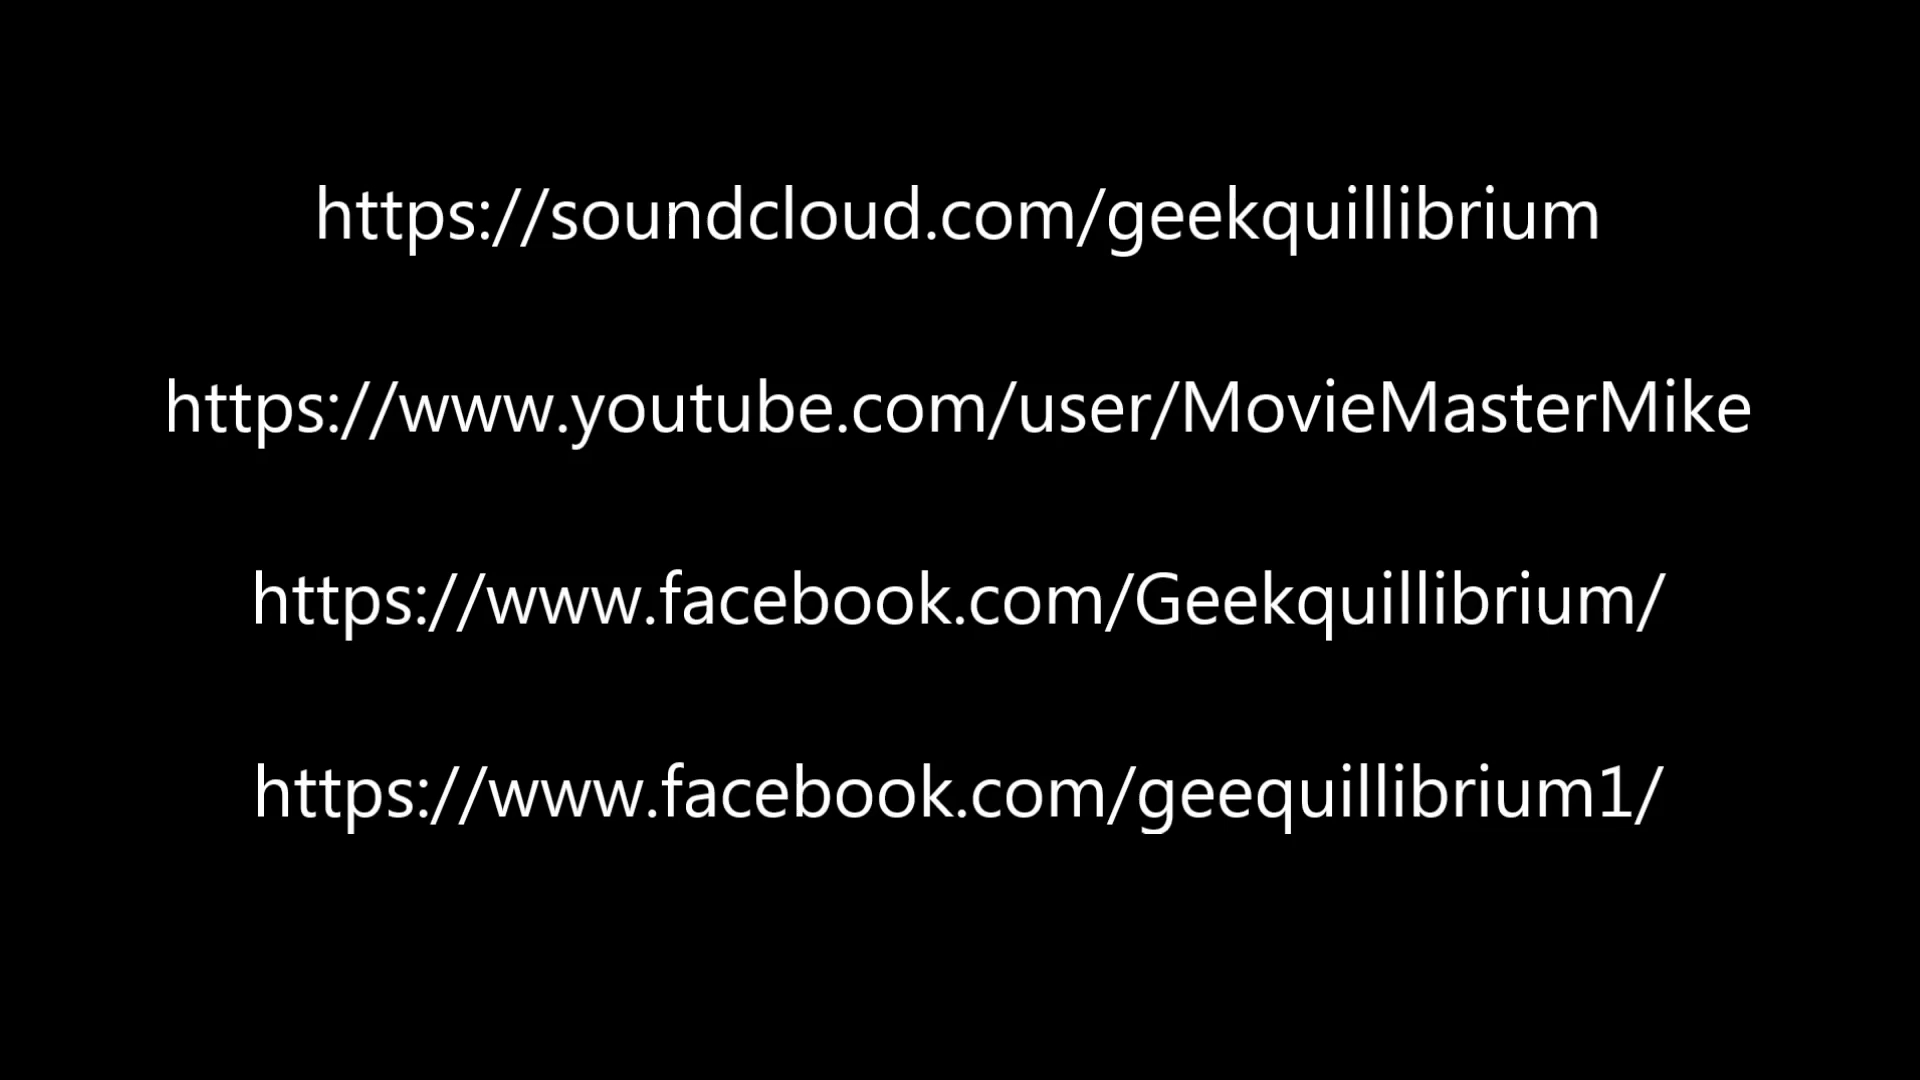 https://soundcloud.com/geekquillibrium
https://www.youtube.com/user/MovieMasterMike
https://www.facebook.com/Geekquillibrium/
https://www.facebook.com/geequillibrium1/